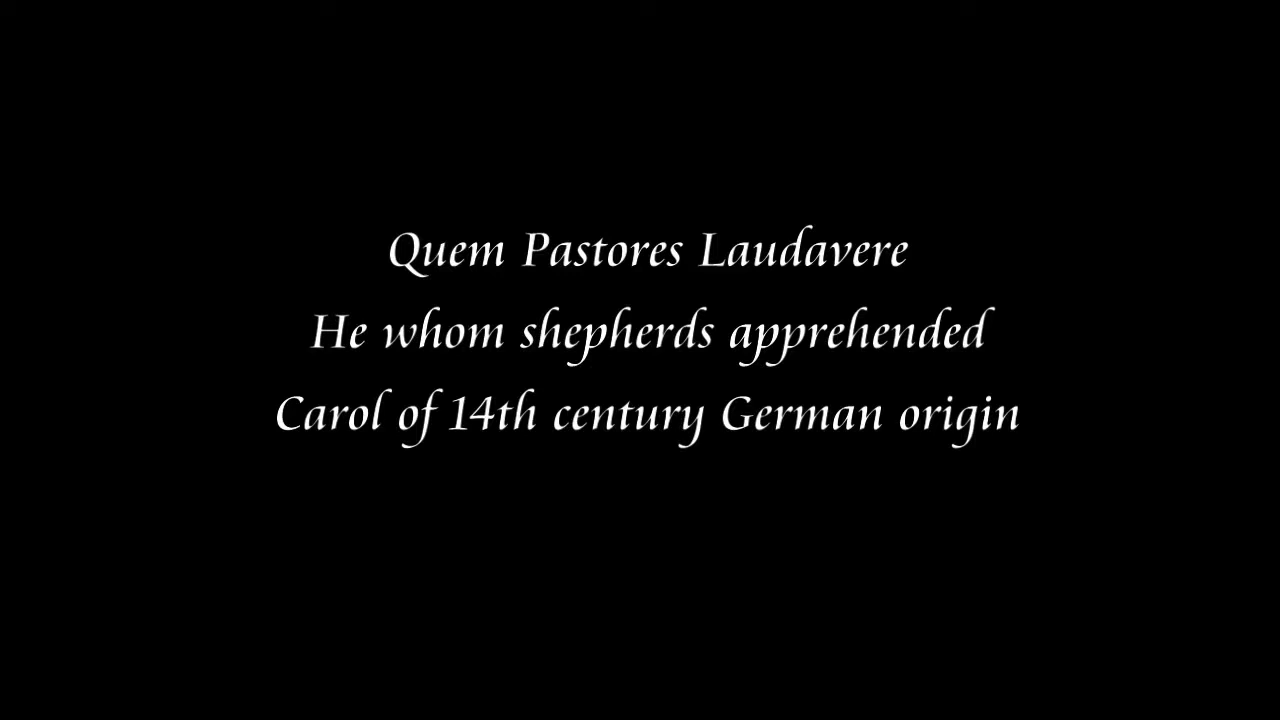 Quem Pastores Laudavere
He whom shepherds apprehended
Carol of 14th century German origin